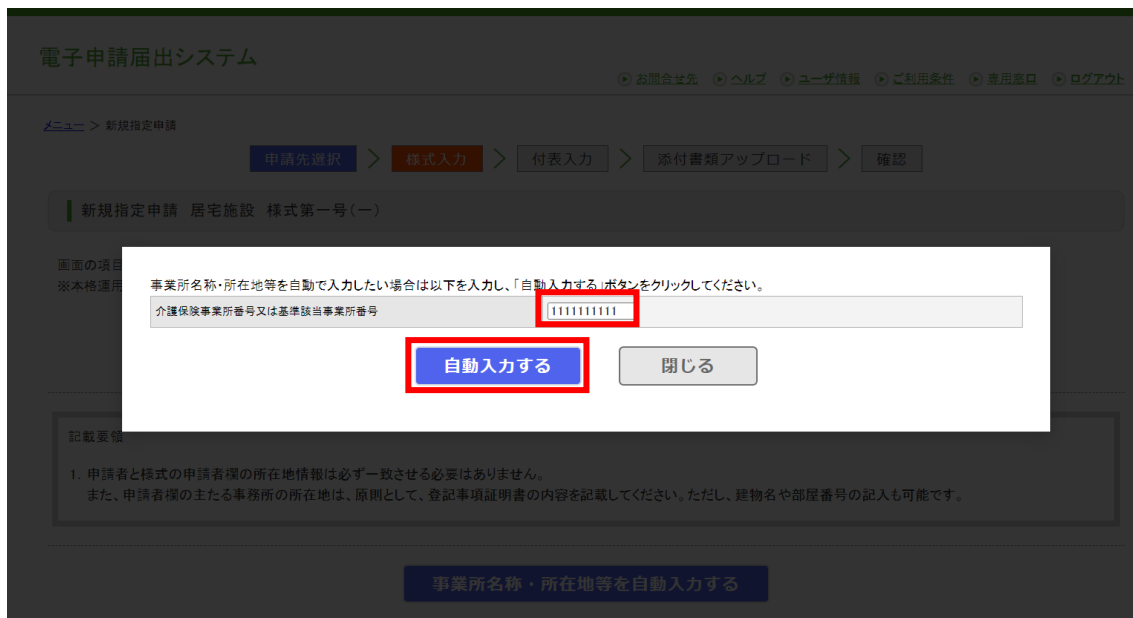 電子申請届出システム
お問合せ先 ヘルプ ユーザ情報 ご利用条件 専用窓口 ログアウト
メニュー > 新規指定申請
申請先選択 > 様式入力 > 付表入力 > 添付書類アップロード > 確認
新規指定申請 居宅施設 様式第一号(一)
画面の項目
※本格運用
事業所名称・所在地等を自動で入力したい場合は以下を入力し、「自動入力する」ボタンをクリックしてください。
介護保険事業所番号又は基準該当事業所番号 1111111111
自動入力する 閉じる
記載要領
1. 申請者と様式の申請者欄の所在地情報は必ず一致させる必要はありません。
また、申請者欄の主たる事務所の所在地は、原則として、登記事項証明書の内容を記載してください。ただし、建物名や部屋番号の記入も可能です。
事業所名称・所在地等を自動入力する